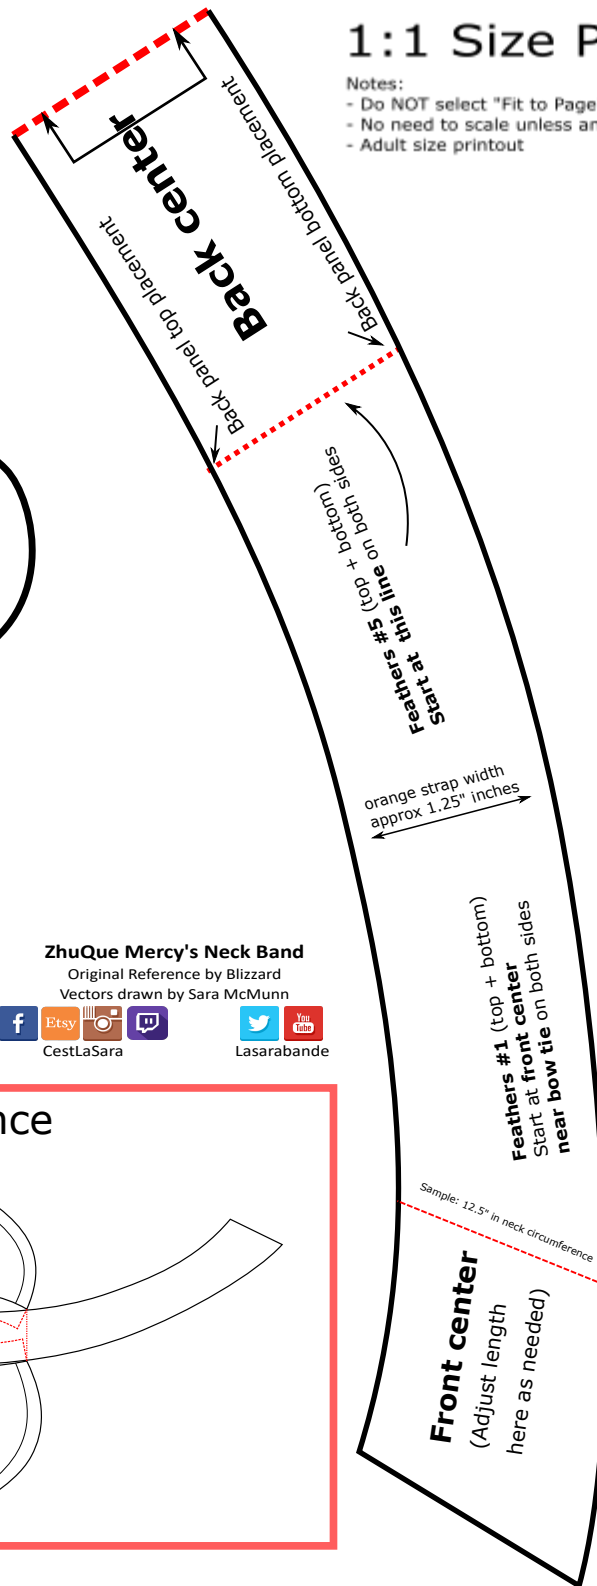 1:1 Size P
Notes:
- Do NOT select "Fit to Page
- No need to scale unless an
- Adult size printout
Back center
Back panel bottom placement
Back panel top placement
Feathers #5 (top + bottom)
Start at this line on both sides
orange strap width
approx 1.25" inches
Feathers #1 (top + bottom)
Start at front center
near bow tie on both sides
ZhuQue Mercy's Neck Band
Original Reference by Blizzard
Vectors drawn by Sara McMunn
f
Etsy
You
Tube
CestLaSara
Lasarabande
nce
Sample: 12.5" in neck circumference
Front center
(Adjust length
here as needed)